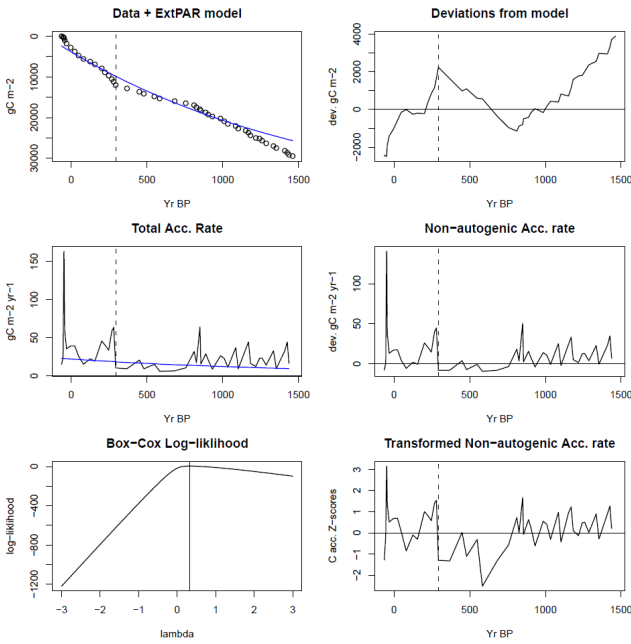 Data + ExtPAR model
gC m-2
0
10000
20000
30000
0
500
1000
1500
Yr BP
Deviations from model
dev. gC m-2
4000
2000
0
-2000
0
500
1000
1500
Yr BP
Total Acc. Rate
gC m-2 yr-1
150
100
50
0
0
500
1000
1500
Yr BP
Non-autogenic Acc. rate
dev. gC m-2 yr-1
100
50
0
0
500
1000
1500
Yr BP
Box-Cox Log-liklihood
log-liklihood
0
-400
-800
-1200
-3
-2
-1
0
1
2
3
lambda
Transformed Non-autogenic Acc. rate
C acc. Z-scores
3
2
1
0
-1
-2
0
500
1000
1500
Yr BP